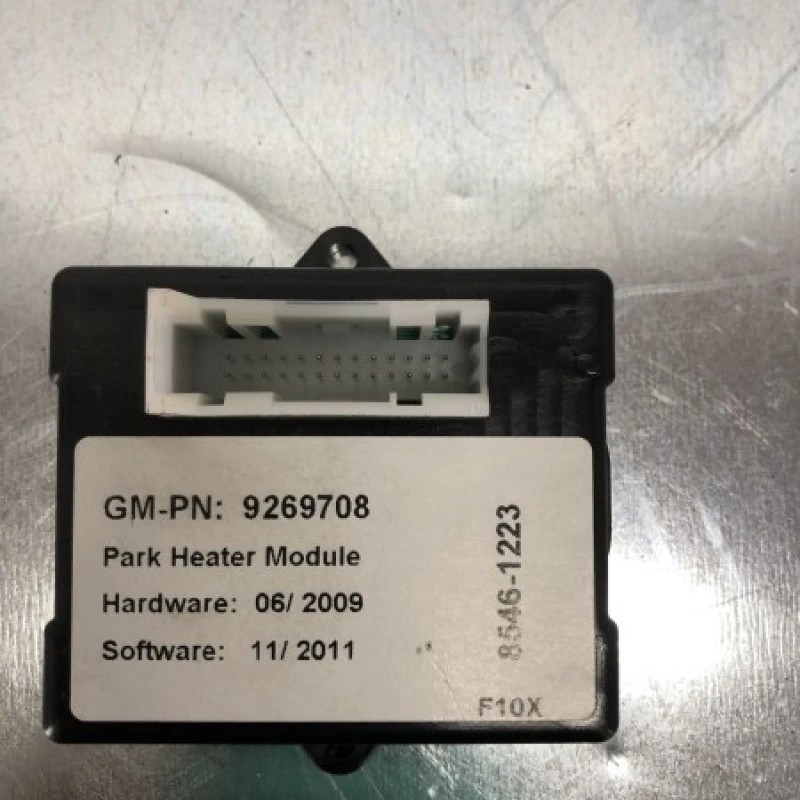 GM-PN: 9269708
Park Heater Module
Hardware: 06/ 2009
Software: 11/ 2011
8546-1223
F10X